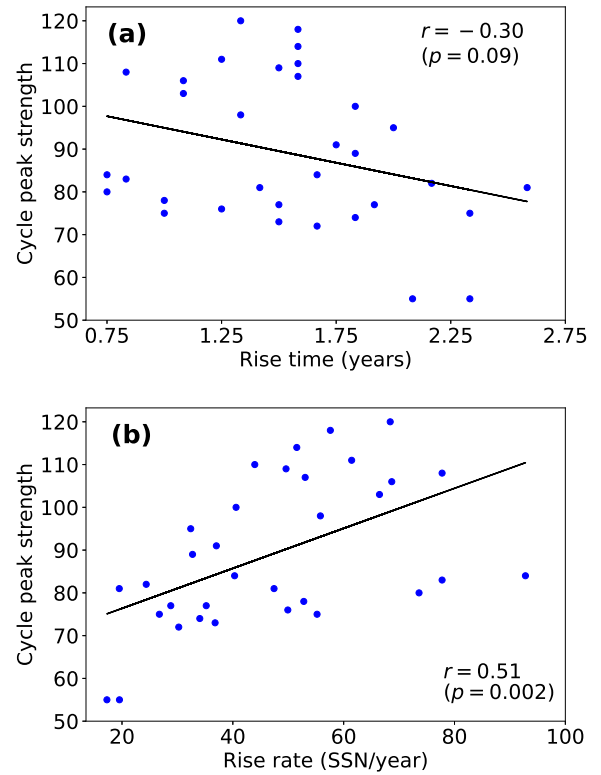 (a)
r = −0.30
(p = 0.09)
Cycle peak strength
120
110
100
90
80
70
60
50
0.75 1.25 1.75 2.25 2.75
Rise time (years)
(b)
Cycle peak strength
120
110
100
90
80
70
60
50
r = 0.51
(p = 0.002)
20 40 60 80 100
Rise rate (SSN/year)